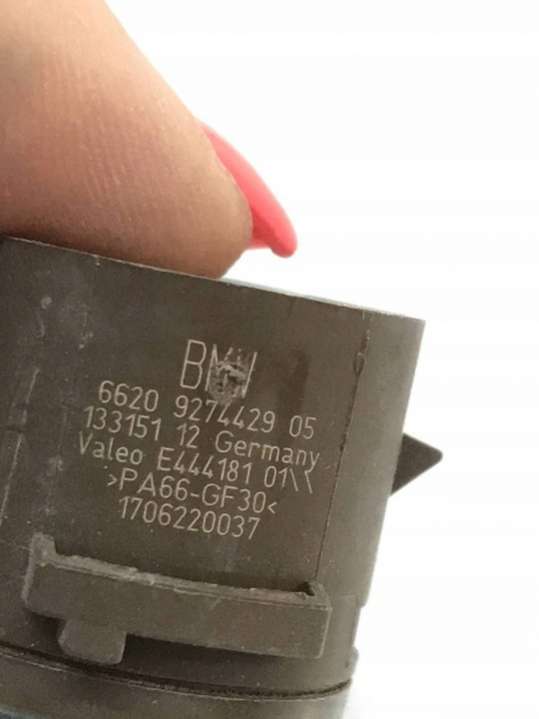 BMW
6620 9274429 05
133151 12 Germany
Valeo E444181 01\\
>PA66-GF30<
1706220037